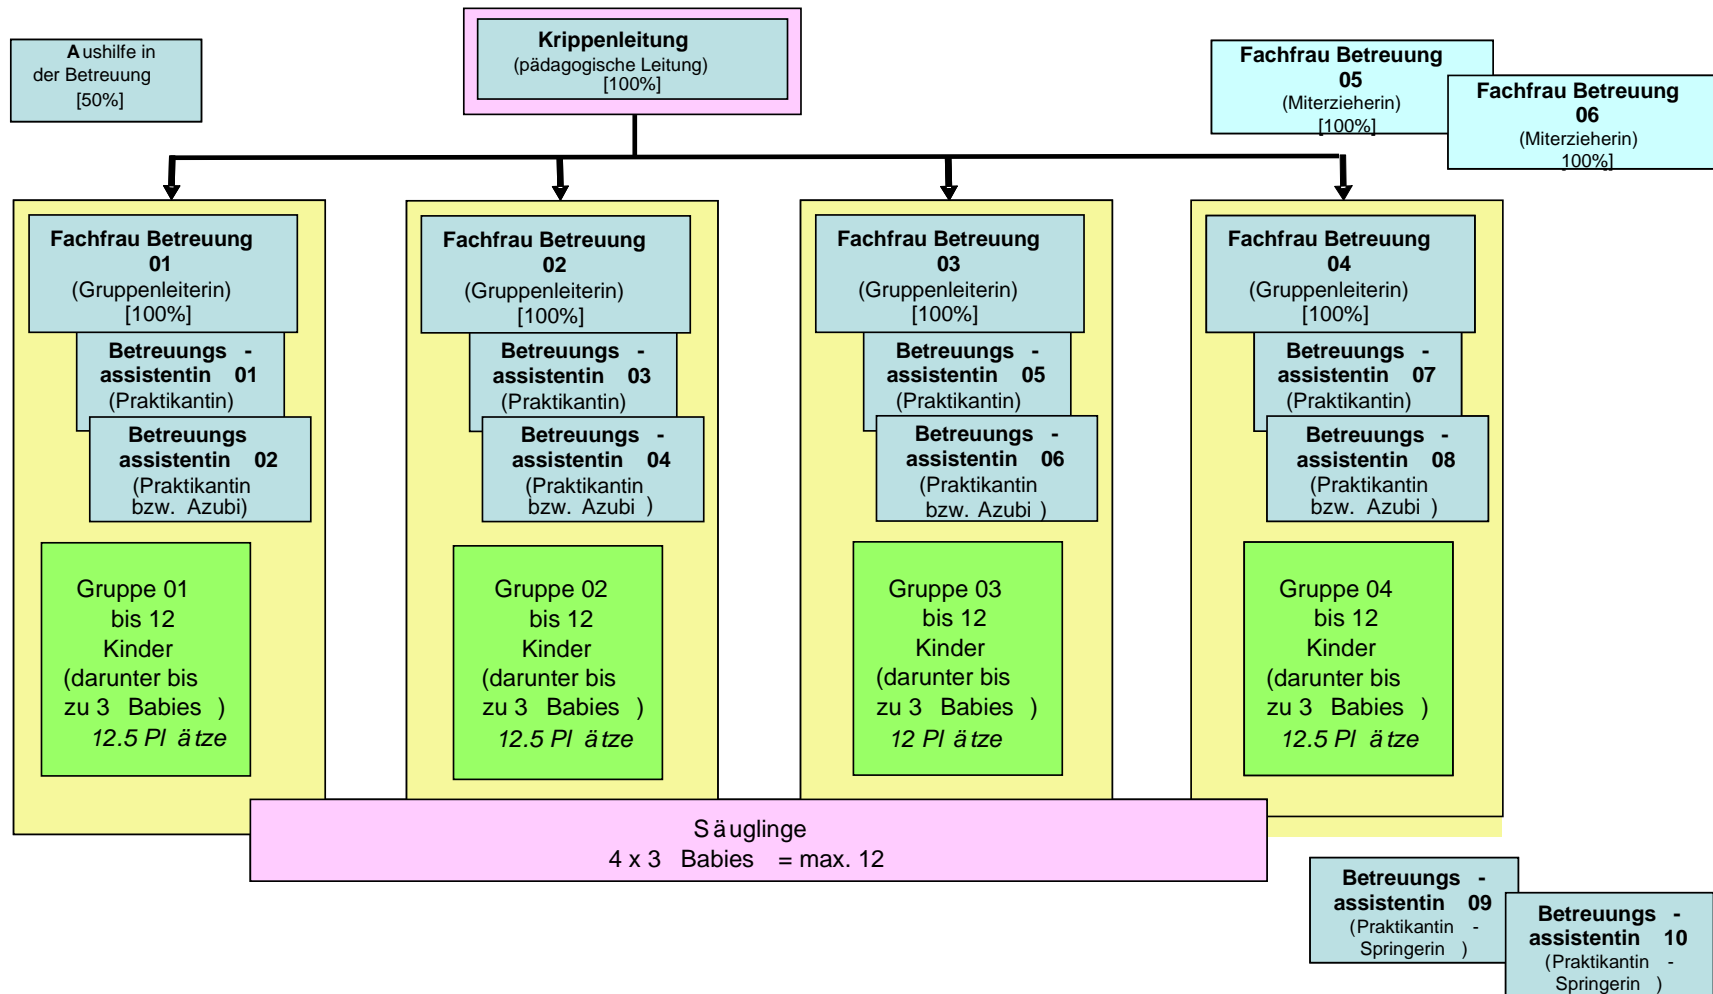 Aushilfe in
der Betreuung
[50%]
Krippenleitung
(pädagogische Leitung)
[100%]
Fachfrau Betreuung
05
(Miterzieherin)
[100%]
Fachfrau Betreuung
06
(Miterzieherin)
100%]
Fachfrau Betreuung
01
(Gruppenleiterin)
[100%]
Betreuungs -
assistentin 01
(Praktikantin)
Betreuungs
assistentin 02
(Praktikantin
bzw. Azubi)
Gruppe 01
bis 12
Kinder
(darunter bis
zu 3 Babies )
12.5 Pl ätze
Fachfrau Betreuung
02
(Gruppenleiterin)
[100%]
Betreuungs -
assistentin 03
(Praktikantin)
Betreuungs -
assistentin 04
(Praktikantin
bzw. Azubi )
Gruppe 02
bis 12
Kinder
(darunter bis
zu 3 Babies )
12.5 Pl ätze
Fachfrau Betreuung
03
(Gruppenleiterin)
[100%]
Betreuungs -
assistentin 05
(Praktikantin)
Betreuungs -
assistentin 06
(Praktikantin
bzw. Azubi )
Gruppe 03
bis 12
Kinder
(darunter bis
zu 3 Babies )
12 Pl ätze
Fachfrau Betreuung
04
(Gruppenleiterin)
[100%]
Betreuungs -
assistentin 07
(Praktikantin)
Betreuungs -
assistentin 08
(Praktikantin
bzw. Azubi )
Gruppe 04
bis 12
Kinder
(darunter bis
zu 3 Babies )
12.5 Pl ätze
Säuglinge
4 x 3 Babies = max. 12
Betreuungs -
assistentin 09
(Praktikantin -
Springerin )
Betreuungs -
assistentin 10
(Praktikantin -
Springerin )